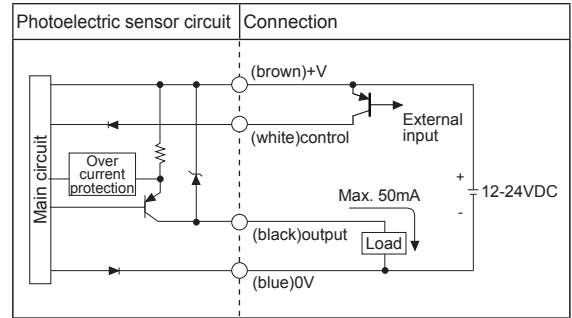 Photoelectric sensor circuit
Connection
(brown)+V
(white)control
External
input
Main circuit
Over
current
protection
Max. 50mA
+
12-24VDC
-
(black)output
Load
(blue)0V